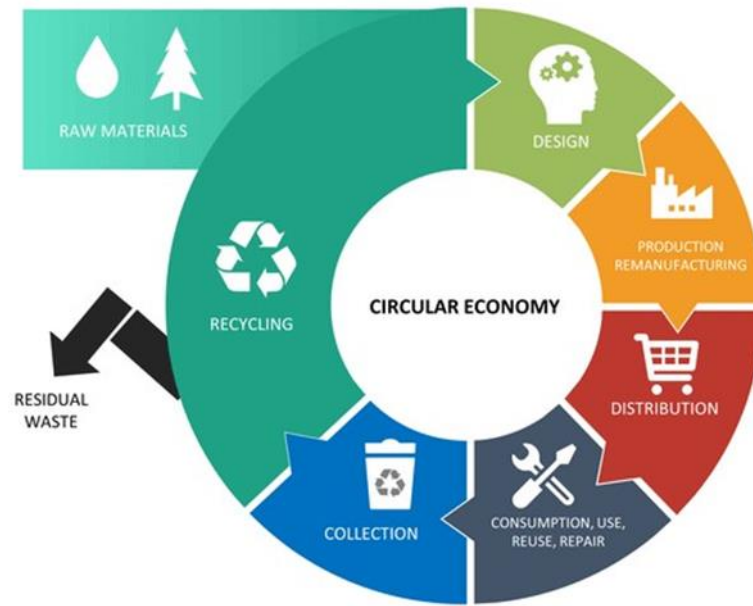 RAW MATERIALS
DESIGN
PRODUCTION
REMANUFACTURING
RECYCLING
CIRCULAR ECONOMY
RESIDUAL
WASTE
DISTRIBUTION
COLLECTION
CONSUMPTION, USE,
REUSE, REPAIR